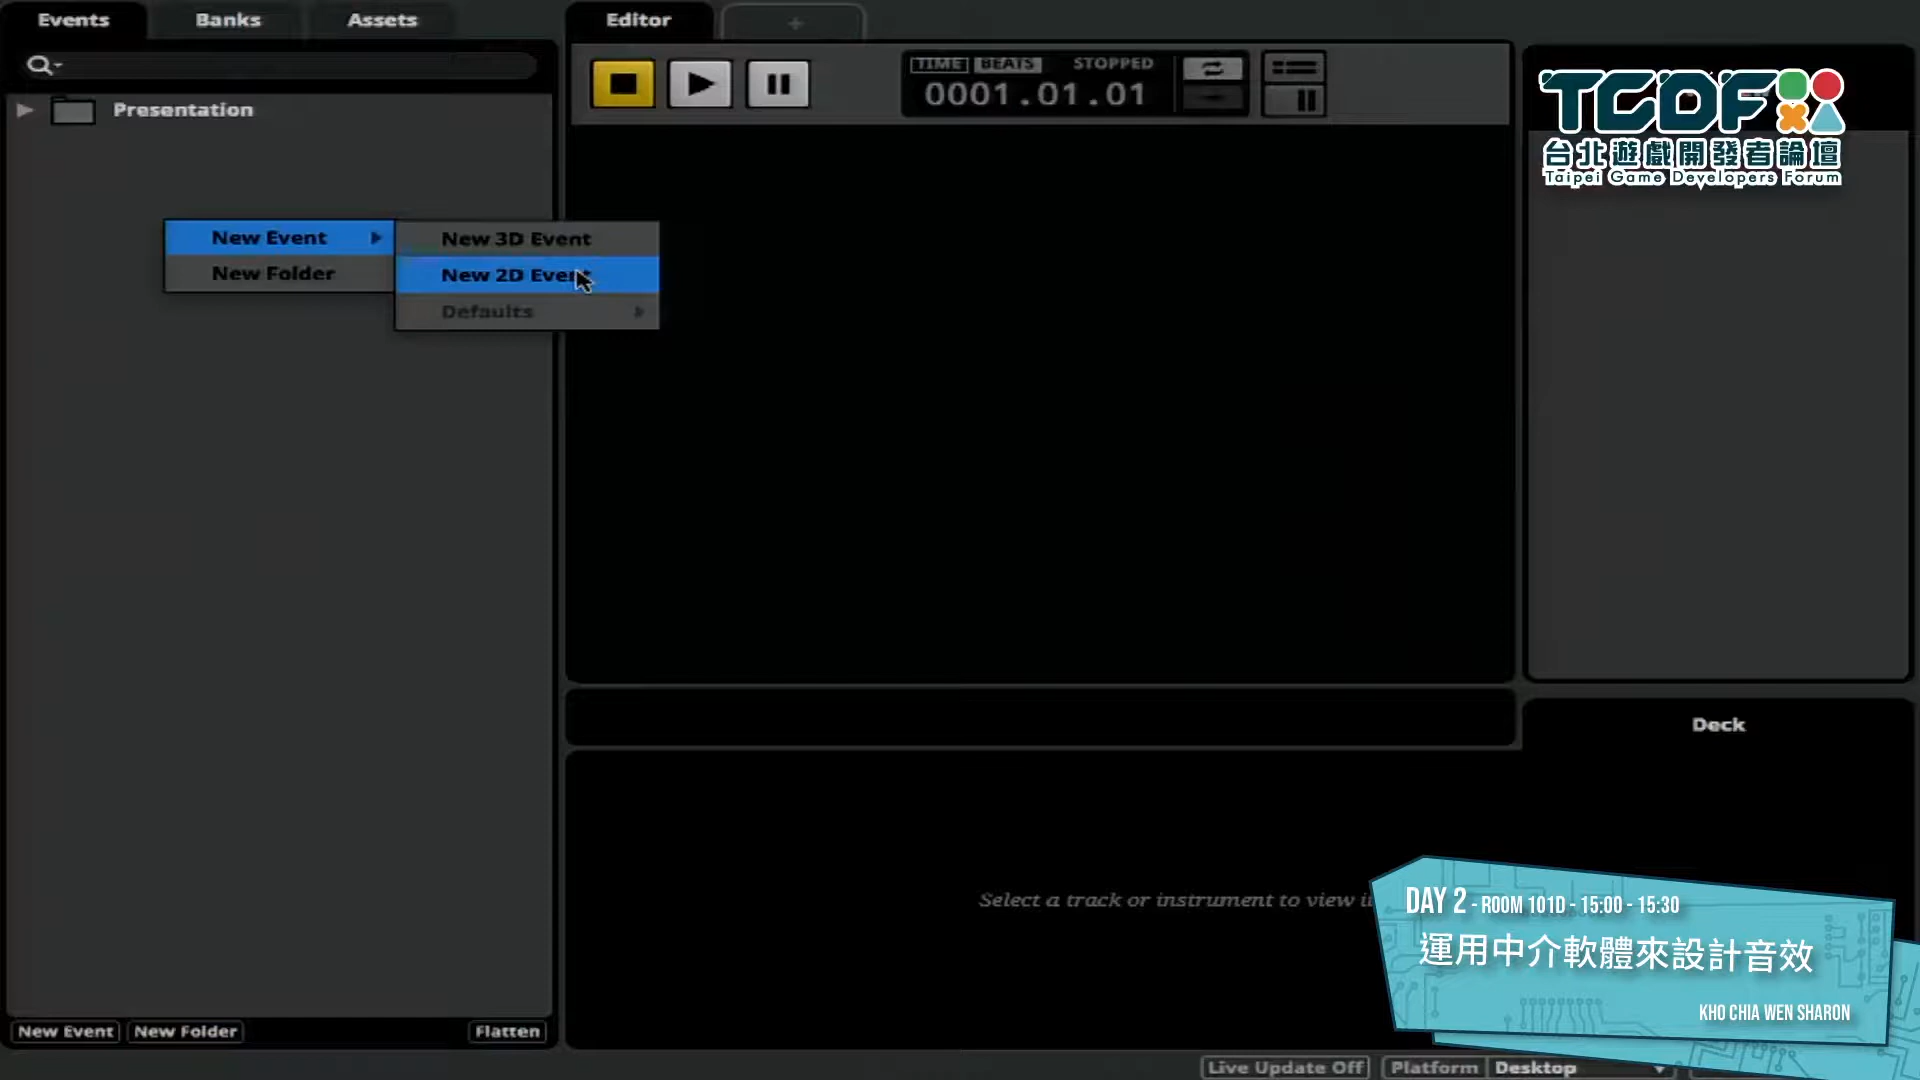 Events
Banks
Assets
Editor
+
TIME
BEATS
STOPPED
0001.01.01
Presentation
New Event
New Folder
New 3D Event
New 2D Event
Defaults
TGDF
台北遊戲開發者論壇
Taipei Game Developers Forum
Deck
Select a track or instrument to view i
DAY 2 - ROOM 101D - 15:00 - 15:30
運用中介軟體來設計音效
KHO CHIA WEN SHARON
New Event
New Folder
Flatten
Live Update Off
Platform
Desktop